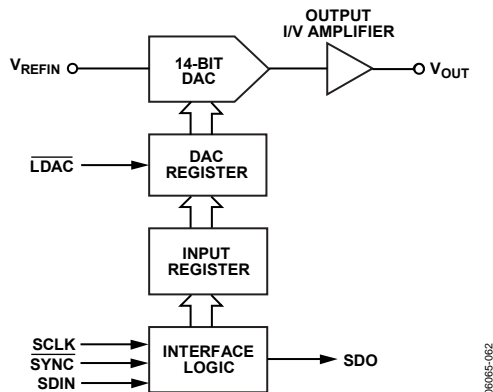 OUTPUT
I/V AMPLIFIER
VREFIN
14-BIT
DAC
VOUT
LDAC
DAC
REGISTER
INPUT
REGISTER
SCLK
SYNC
SDIN
INTERFACE
LOGIC
SDO
06065-062